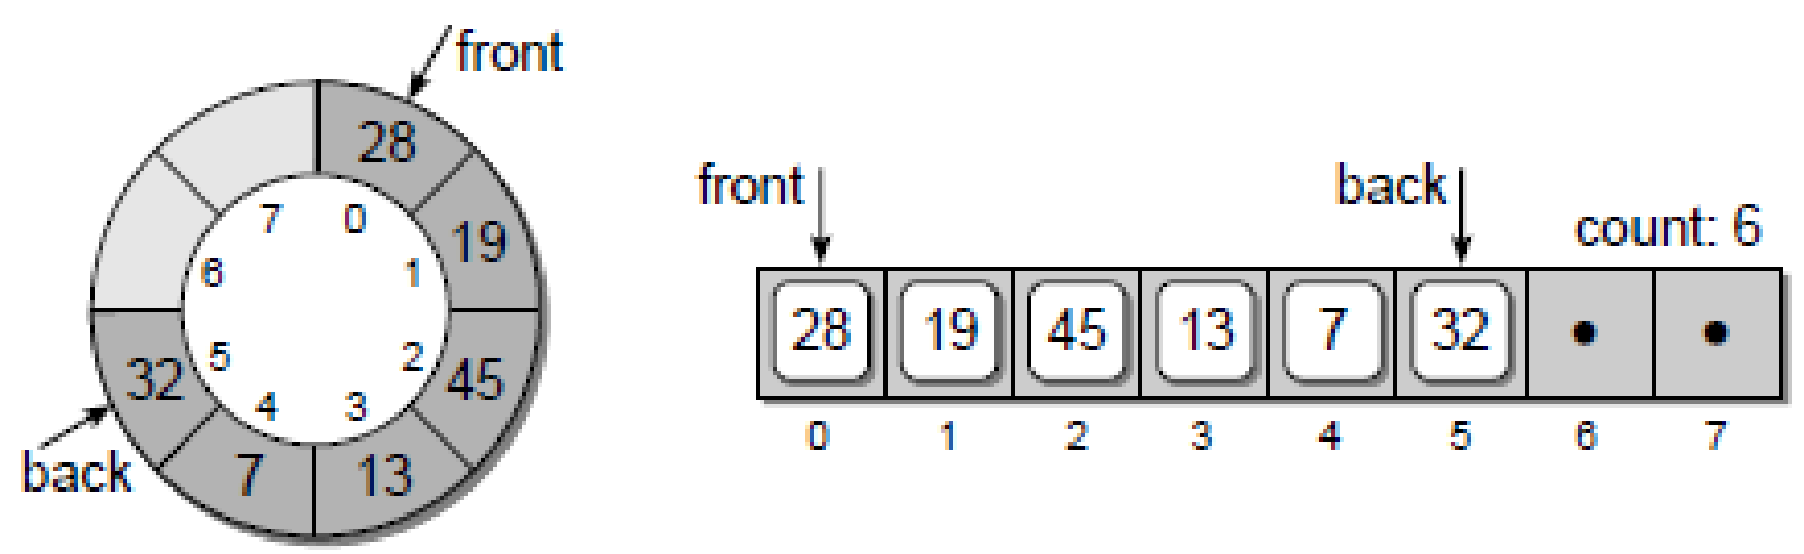 front
28
19
7 0
6 1
5 2
32 45
4 3
7 13
back
front back
count: 6
28 19 45 13 7 32 • •
0 1 2 3 4 5 6 7